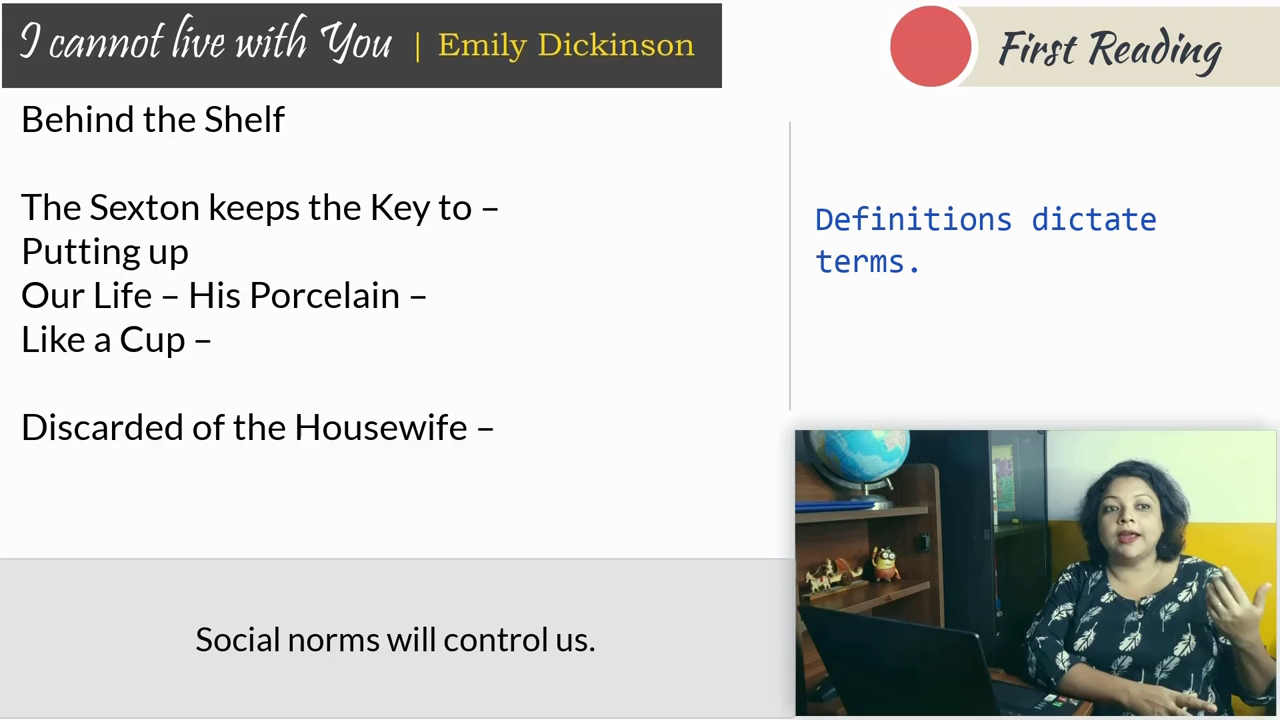 I cannot live with You | Emily Dickinson
First Reading
Behind the Shelf
The Sexton keeps the Key to –
Putting up
Our Life – His Porcelain –
Like a Cup –
Discarded of the Housewife –
Definitions dictate
terms.
Social norms will control us.